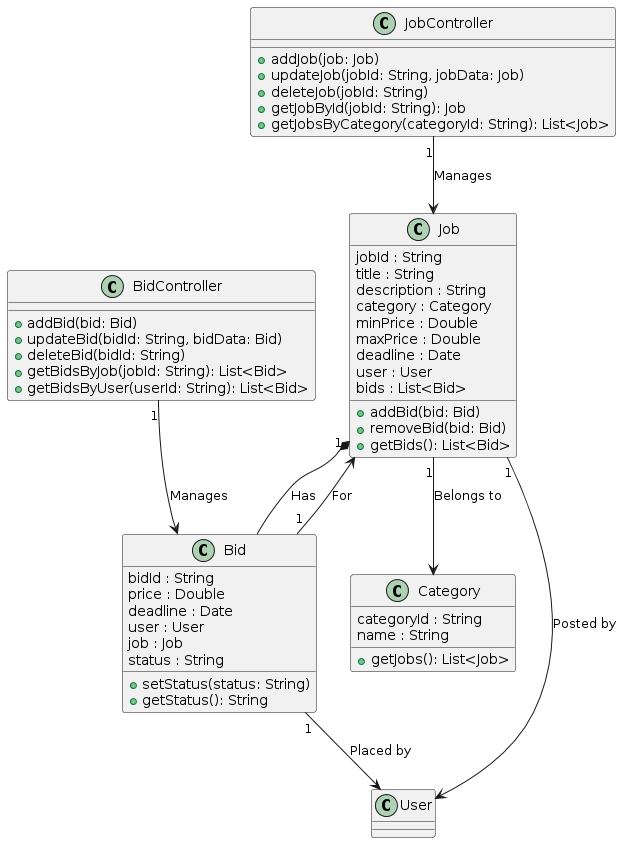 JobController
addJob(job: Job)
updateJob(jobId: String, jobData: Job)
deleteJob(jobId: String)
getJobById(jobId: String): Job
getJobsByCategory(categoryId: String): List<Job>
1
Manages
Job
jobId : String
title : String
description : String
category : Category
minPrice : Double
maxPrice : Double
deadline : Date
user : User
bids : List<Bid>
addBid(bid: Bid)
removeBid(bid: Bid)
getBids(): List<Bid>
BidController
addBid(bid: Bid)
updateBid(bidId: String, bidData: Bid)
deleteBid(bidId: String)
getBidsByJob(jobId: String): List<Bid>
getBidsByUser(userId: String): List<Bid>
1
Manages
1
Has
1
For
1
Belongs to
1
Posted by
Bid
bidId : String
price : Double
deadline : Date
user : User
job : Job
status : String
setStatus(status: String)
getStatus(): String
Category
categoryId : String
name : String
getJobs(): List<Job>
1
Placed by
User